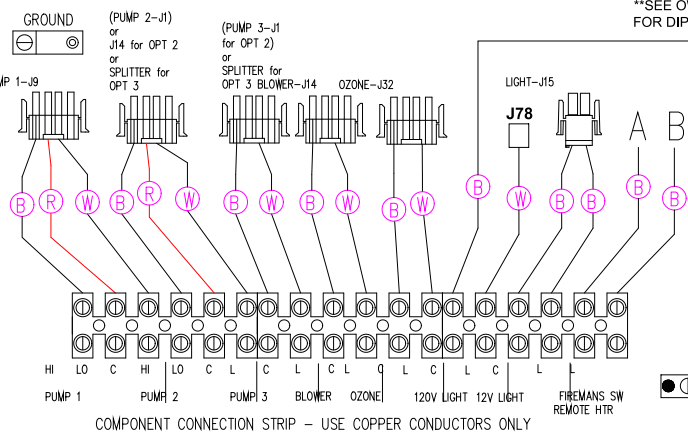 GROUND
(PUMP 2-J1)
or
J14 for OPT 2
or
SPLITTER for
OPT 3
(PUMP 3-J1
for OPT 2)
or
SPLITTER for
OPT 3 BLOWER-J14 OZONE-J32
**SEE OW
FOR DIP
MP 1-J9
LIGHT-J15
J78
A B
B R W B R W B W B W B W B W B B B B
HI LO C HI LO C L C L C L C L C L C L L
PUMP 1 PUMP 2 PUMP 3 BLOWER OZONE 120V LIGHT 12V LIGHT FIREMANS SW
REMOTE HTR
COMPONENT CONNECTION STRIP - USE COPPER CONDUCTORS ONLY